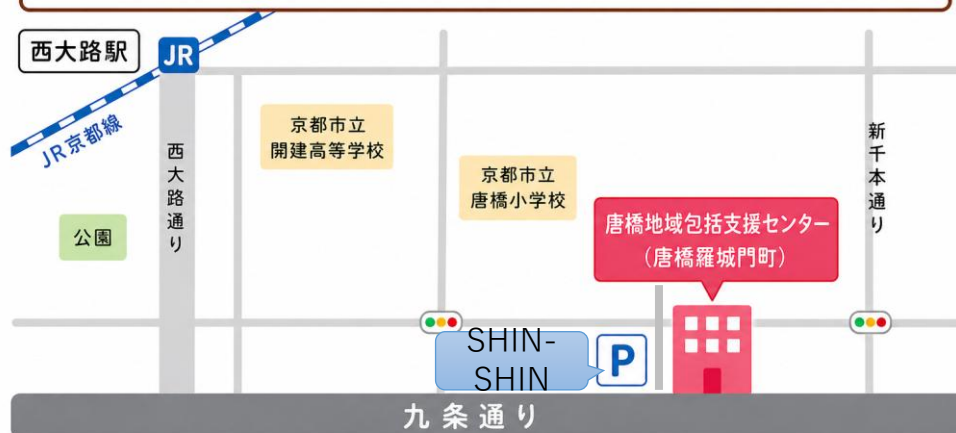 西大路駅
JR
JR京都線
西大路通り
京都市立
開建高等学校
京都市立
唐橋小学校
新千本通り
公園
唐橋地域包括支援センター
（唐橋羅城門町）
SHIN-
SHIN
P
九条通り